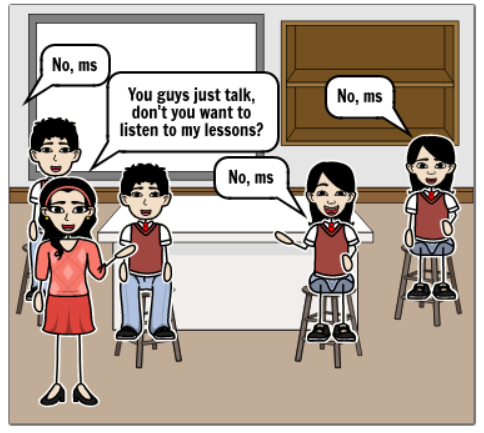 No, ms
You guys just talk,
don't you want to
listen to my lessons?
No, ms
No, ms